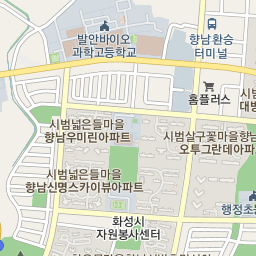 발안바이오
과학고등학교
향남환승
터미널
홈플러스
시범넓은들마을
향남우미린아파트
시범살구꽃마을향남
오투그란데아파
시범넓은들마을
향남신명스카이뷰아파트
행정초
화성시
자원봉사센터